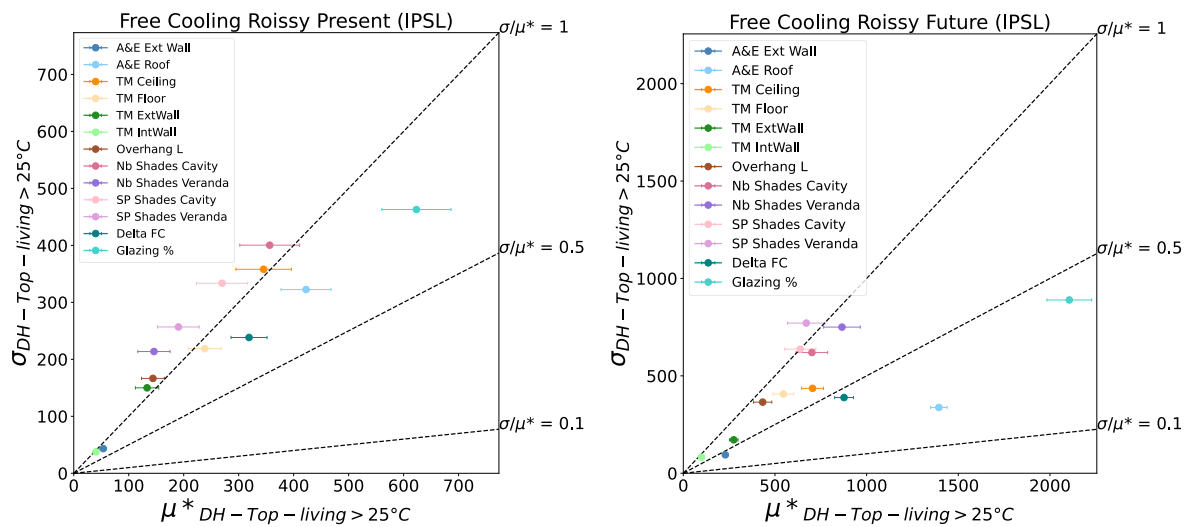 Free Cooling Roissy Present (IPSL)
σ/μ* = 1
σ/μ* = 0.5
σ/μ* = 0.1
A&E Ext Wall
A&E Roof
TM Ceiling
TM Floor
TM ExtWall
TM IntWall
Overhang L
Nb Shades Cavity
Nb Shades Veranda
SP Shades Cavity
SP Shades Veranda
Delta FC
Glazing %
700
600
500
400
300
200
100
0
σDH−Top−living>25°C
0 100 200 300 400 500 600 700
μ* DH−Top−living>25°C
Free Cooling Roissy Future (IPSL)
σ/μ* = 1
σ/μ* = 0.5
σ/μ* = 0.1
A&E Ext Wall
A&E Roof
TM Ceiling
TM Floor
TM ExtWall
TM IntWall
Overhang L
Nb Shades Cavity
Nb Shades Veranda
SP Shades Cavity
SP Shades Veranda
Delta FC
Glazing %
2000
1500
1000
500
0
σDH−Top−living>25°C
0 500 1000 1500 2000
μ* DH−Top−living>25°C